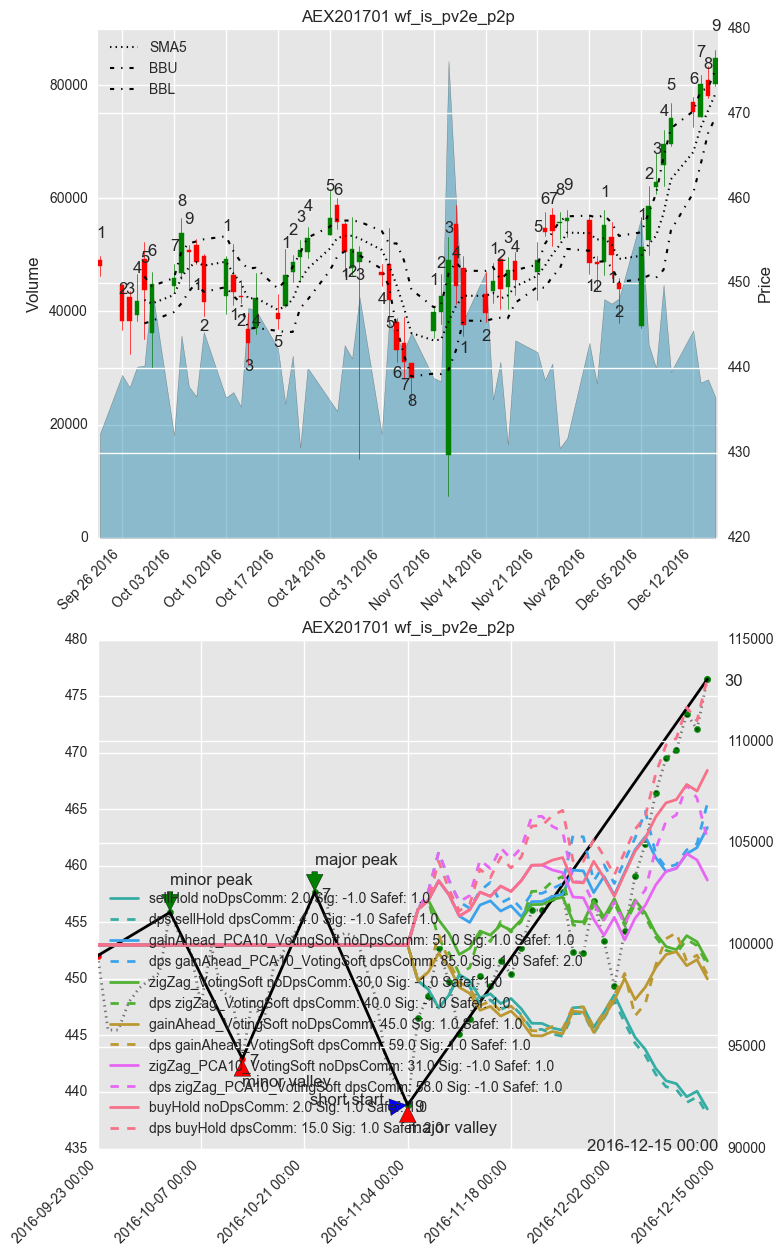 AEX201701 wf_is_pv2e_p2p
SMA5
BBU
BBL
Volume
80000
60000
40000
20000
0
Price
480
470
460
450
440
430
420
Sep 26 2016
Oct 03 2016
Oct 10 2016
Oct 17 2016
Oct 24 2016
Oct 31 2016
Nov 07 2016
Nov 14 2016
Nov 21 2016
Nov 28 2016
Dec 05 2016
Dec 12 2016
AEX201701 wf_is_pv2e_p2p
480
475
470
465
460
455
450
445
440
435
115000
110000
105000
100000
95000
90000
30
minor peak
major peak
7
7
minor valley
short start
19
major valley
sellHold noDpsComm: 2.0 Sig: -1.0 Safef: 1.0
dps sellHold dpsComm: 4.0 Sig: -1.0 Safef: 1.0
gainAhead_PCA10_VotingSoft noDpsComm: 51.0 Sig: 1.0 Safef: 1.0
dps gainAhead_PCA10_VotingSoft dpsComm: 85.0 Sig: 1.0 Safef: 2.0
zigZag_VotingSoft noDpsComm: 30.0 Sig: -1.0 Safef: 1.0
dps zigZag_VotingSoft dpsComm: 40.0 Sig: -1.0 Safef: 1.0
gainAhead_VotingSoft noDpsComm: 45.0 Sig: 1.0 Safef: 1.0
dps gainAhead_VotingSoft dpsComm: 59.0 Sig: 1.0 Safef: 1.0
zigZag_PCA10_VotingSoft noDpsComm: 31.0 Sig: -1.0 Safef: 1.0
dps zigZag_PCA10_VotingSoft dpsComm: 58.0 Sig: -1.0 Safef: 1.0
buyHold noDpsComm: 2.0 Sig: 1.0 Safef: 1.0
dps buyHold dpsComm: 15.0 Sig: 1.0 Safef: 2.0
2016-12-15 00:00
2016-09-23 00:00
2016-10-07 00:00
2016-10-21 00:00
2016-11-04 00:00
2016-11-18 00:00
2016-12-02 00:00
2016-12-15 00:00